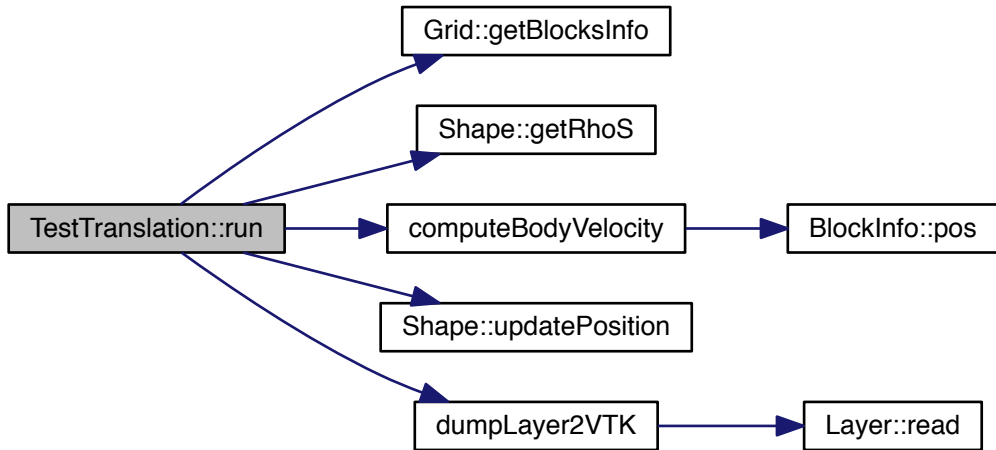 Grid::getBlocksInfo
Shape::getRhoS
TestTranslation::run
computeBodyVelocity
BlockInfo::pos
Shape::updatePosition
dumpLayer2VTK
Layer::read